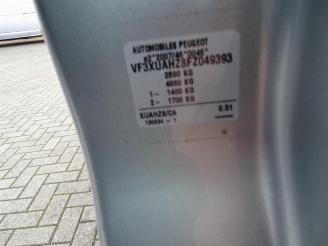 AUTOMOBILES PEUGEOT
e2*2007/46*0046*
VF3XUAHZ8FZ049393
2880 KG
4880 KG
1- 1400 KG
2- 1700 KG
XUAHZ8/CA 0.51